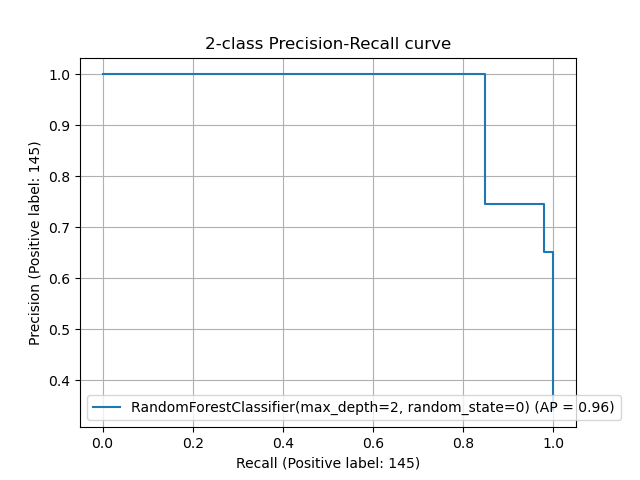 2-class Precision-Recall curve
Precision (Positive label: 145)
1.0
0.9
0.8
0.7
0.6
0.5
0.4
RandomForestClassifier(max_depth=2, random_state=0) (AP = 0.96)
0.0 0.2 0.4 0.6 0.8 1.0
Recall (Positive label: 145)